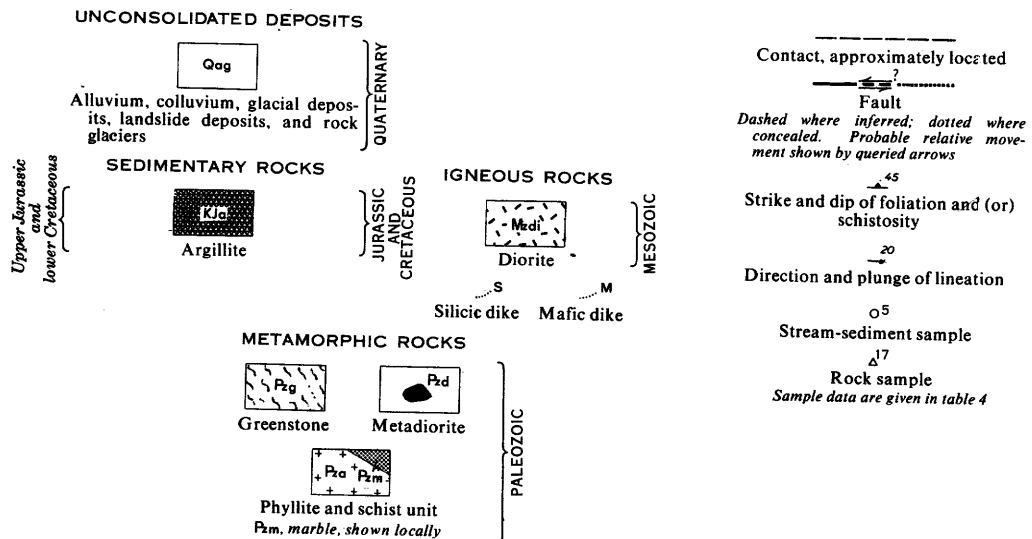 UNCONSOLIDATED DEPOSITS
Qag
Alluvium, colluvium, glacial depos-
its, landslide deposits, and rock
glaciers
QUATERNARY
SEDIMENTARY ROCKS
Upper Jurassic
and
lower Cretaceous
KJa
Argillite
JURASSIC
AND
CRETACEOUS
IGNEOUS ROCKS
Mzdi
Diorite
MESOZOIC
S
Silicic dike
M
Mafic dike
METAMORPHIC ROCKS
Pzg
Greenstone
Pzd
Metadiorite
Pza
Pzm
Phyllite and schist unit
Pzm, marble, shown locally
PALEOZOIC
Contact, approximately located
?
Fault
Dashed where inferred; dotted where
concealed. Probable relative move-
ment shown by queried arrows
45
Strike and dip of foliation and (or)
schistosity
20
Direction and plunge of lineation
5
Stream-sediment sample
17
Rock sample
Sample data are given in table 4